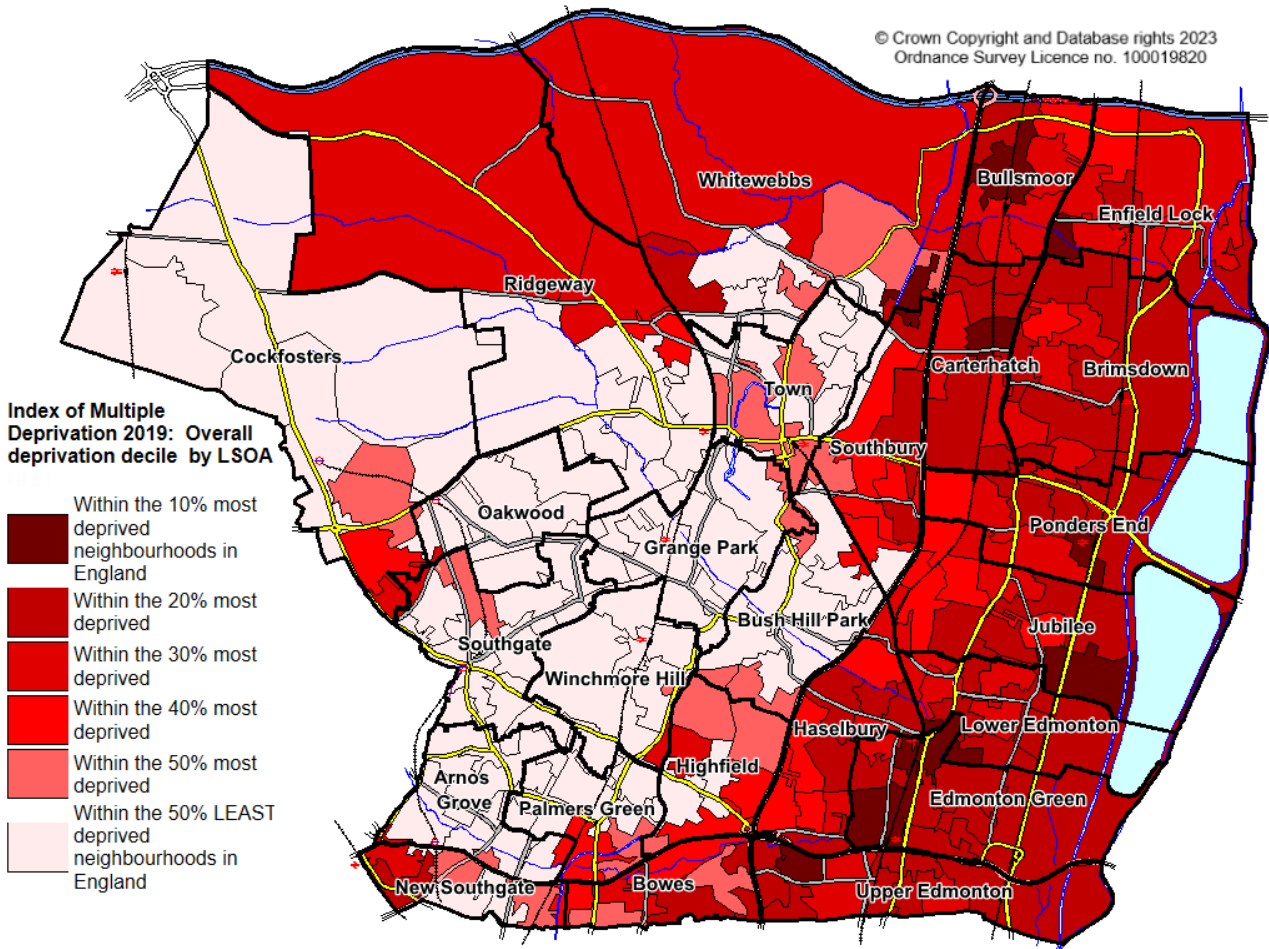 © Crown Copyright and Database rights 2023
Ordnance Survey Licence no. 100019820
Whitewebbs
Bullsmoor
Enfield Lock
Ridgeway
Cockfosters
Carterhatch
Brimsdown
Town
Index of Multiple
Deprivation 2019: Overall
deprivation decile by LSOA
Southbury
Within the 10% most
deprived
neighbourhoods in
England
Within the 20% most
deprived
Within the 30% most
deprived
Within the 40% most
deprived
Within the 50% most
deprived
Within the 50% LEAST
deprived
neighbourhoods in
England
Oakwood
Ponders End
Grange Park
Bush Hill Park
Jubilee
Southgate
Winchmore Hill
Haselbury
Lower Edmonton
Highfield
Arnos
Grove
Palmers Green
Edmonton Green
New Southgate
Bowes
Upper Edmonton